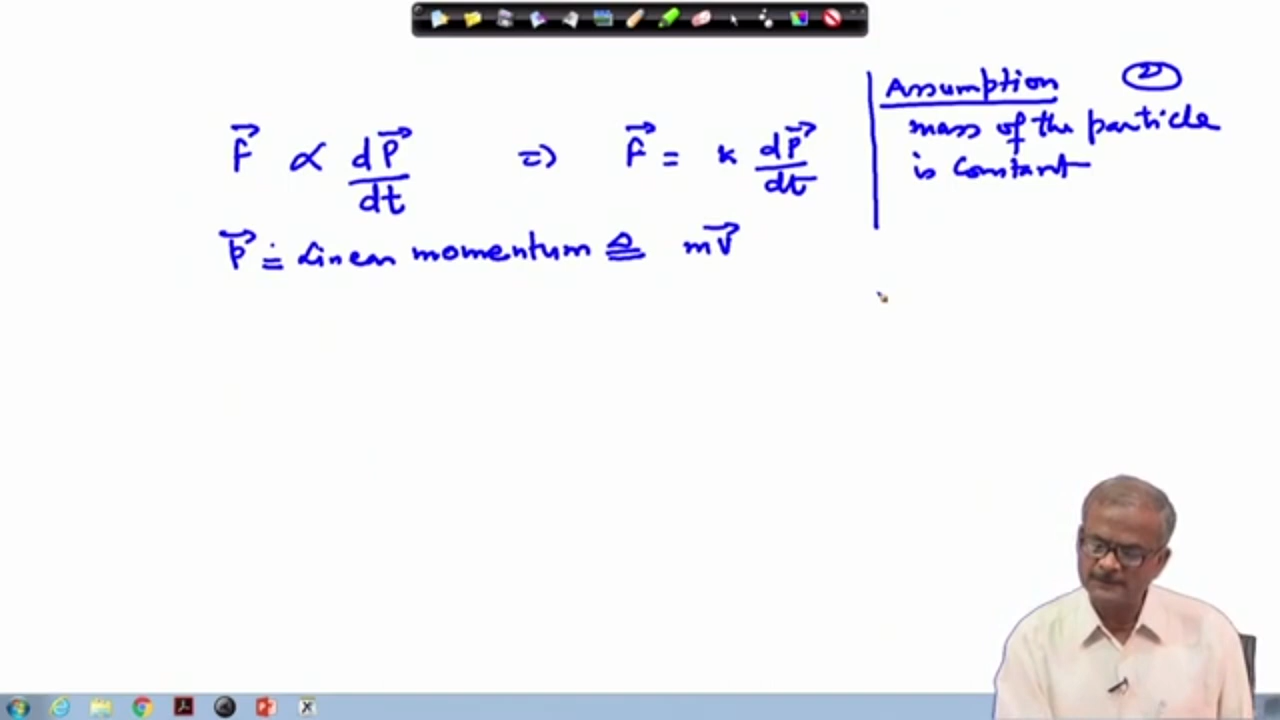 Assumption 2
F⃗ ∝ dP⃗/dt ⇒ F⃗ = k dP⃗/dt
mass of the particle
is constant
P⃗ ≐ Linear momentum ≙ mV⃗